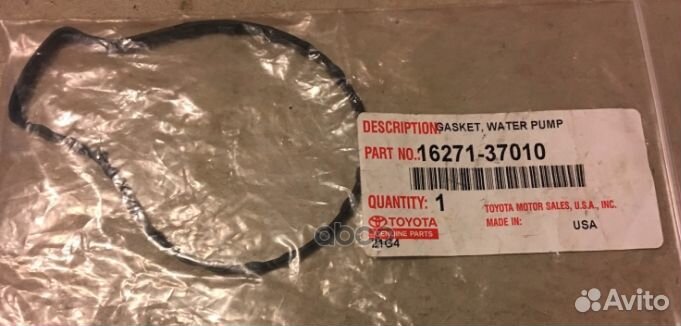 DESCRIPTION: GASKET, WATER PUMP
PART NO. 16271-37010
QUANTITY: 1
TOYOTA MOTOR SALES, U.S.A., INC.
TOYOTA
GENUINE PARTS
MADE IN: USA
21G4
Avito